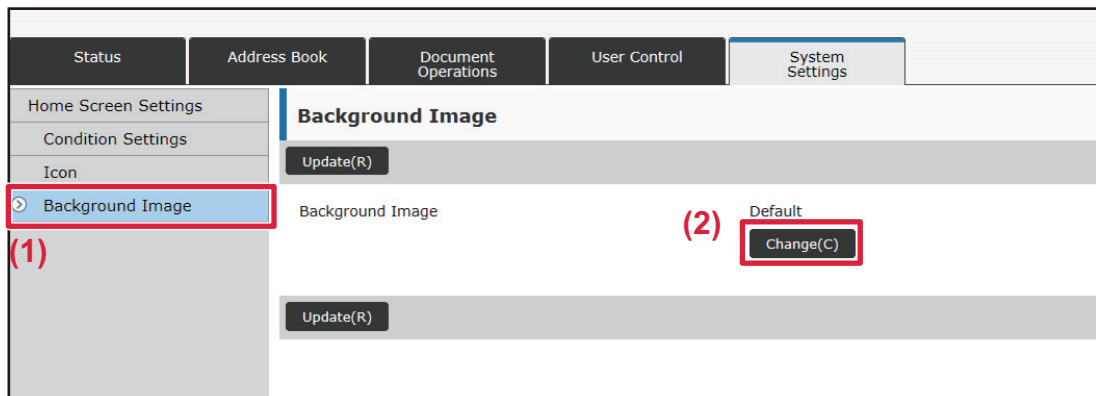 Status
Address Book
Document
Operations
User Control
System
Settings
Home Screen Settings
Condition Settings
Icon
Background Image
(1)
Background Image
Update(R)
Background Image
Default
(2)
Change(C)
Update(R)